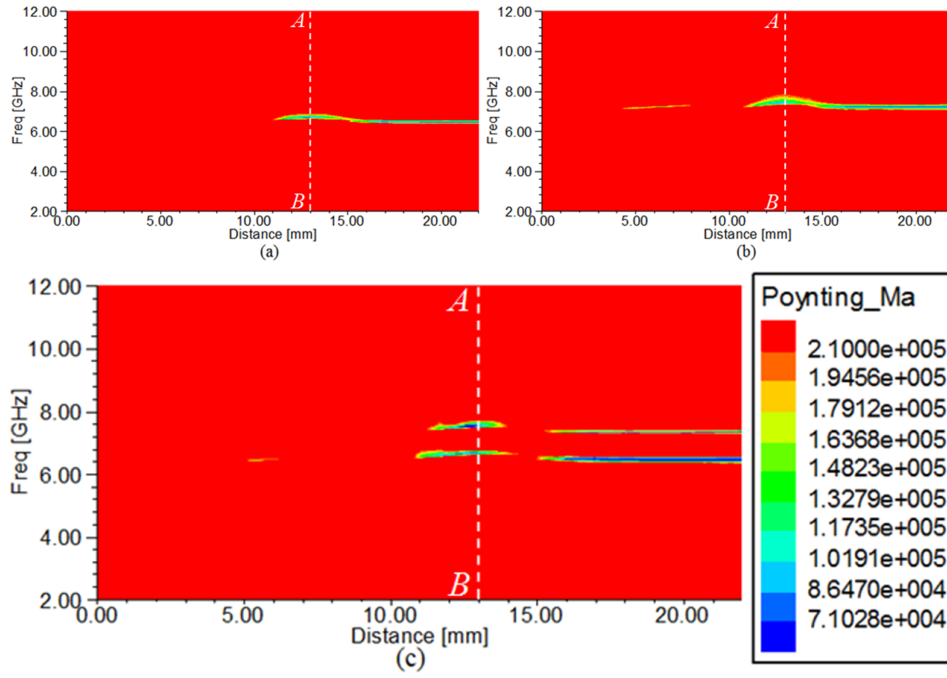 12.00
10.00
8.00
6.00
4.00
2.00
Freq [GHz]
A
B
0.00 5.00 10.00 15.00 20.00
Distance [mm]
(a)
12.00
10.00
8.00
6.00
4.00
2.00
Freq [GHz]
A
B
0.00 5.00 10.00 15.00 20.00
Distance [mm]
(b)
12.00
10.00
8.00
6.00
4.00
2.00
Freq [GHz]
A
B
0.00 5.00 10.00 15.00 20.00
Distance [mm]
(c)
Poynting_Ma
2.1000e+005
1.9456e+005
1.7912e+005
1.6368e+005
1.4823e+005
1.3279e+005
1.1735e+005
1.0191e+005
8.6470e+004
7.1028e+004